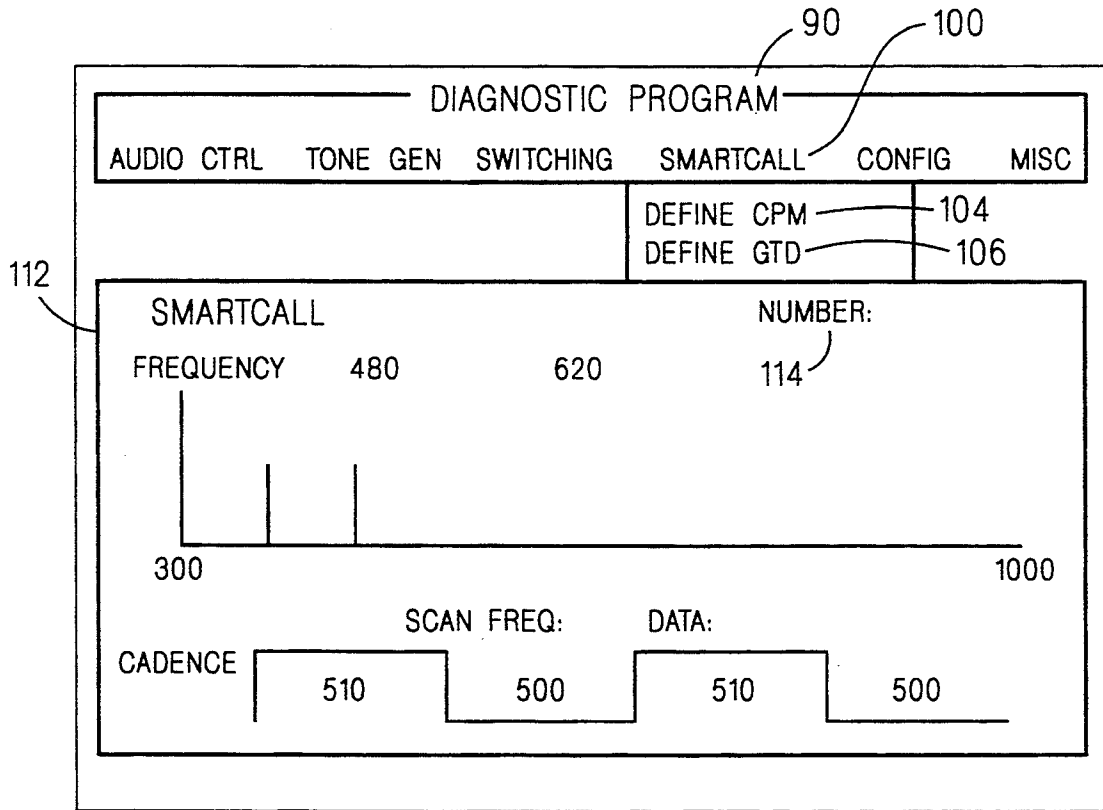 90 100
DIAGNOSTIC PROGRAM
AUDIO CTRL TONE GEN SWITCHING SMARTCALL CONFIG MISC
DEFINE CPM 104
DEFINE GTD 106
112
SMARTCALL NUMBER:
FREQUENCY 480 620 114
300 1000
SCAN FREQ: DATA:
CADENCE
510 500 510 500